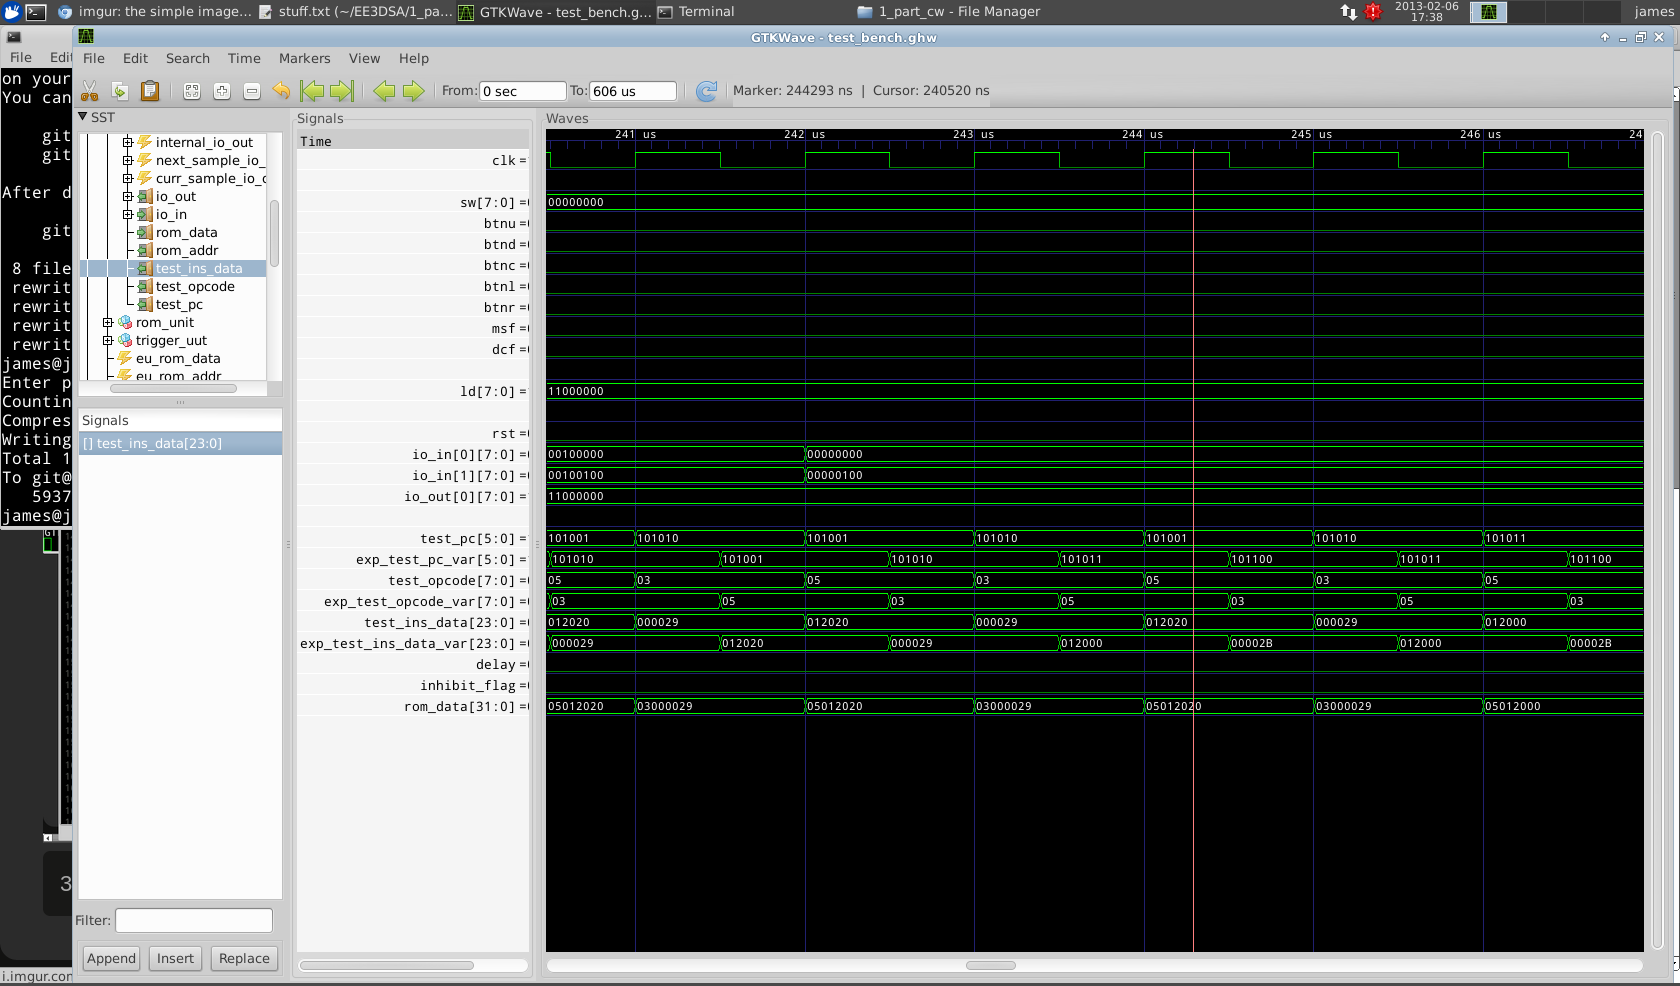 imgur: the simple image... stuff.txt (~/EE3DSA/1_pa... GTKWave - test_bench.g... Terminal 1_part_cw - File Manager 2013-02-06 17:38 james
GTKWave - test_bench.ghw
File Edit Search Time Markers View Help
From: 0 sec To: 606 us Marker: 244293 ns | Cursor: 240520 ns
File Edit
on your
You can
git
git
After d
git
8 file
rewrit
rewrit
rewrit
rewrit
james@j
Enter p
Countin
Compres
Writing
Total 1
To git@
5937
james@j
GT
3
i.imgur.com
SST
internal_io_out
next_sample_io_
curr_sample_io_c
io_out
io_in
rom_data
rom_addr
test_ins_data
test_opcode
test_pc
rom_unit
trigger_uut
eu_rom_data
eu_rom_addr
Signals
[] test_ins_data[23:0]
Filter:
Append Insert Replace
Signals
Time
clk =
sw[7:0] =
btnu =
btnd =
btnc =
btnl =
btnr =
msf =
dcf =
ld[7:0] =
rst =
io_in[0][7:0] =
io_in[1][7:0] =
io_out[0][7:0] =
test_pc[5:0] =
exp_test_pc_var[5:0] =
test_opcode[7:0] =
exp_test_opcode_var[7:0] =
test_ins_data[23:0] =
exp_test_ins_data_var[23:0] =
delay =
inhibit_flag =
rom_data[31:0] =
Waves
241 us 242 us 243 us 244 us 245 us 246 us 24
00000000
11000000
00100000 00000000
00100100 00000100
11000000
101001 101010 101001 101010 101001 101010 101011
101010 101001 101010 101011 101100 101011 101100
05 03 05 03 05 03 05
03 05 03 05 03 05 03
012020 000029 012020 000029 012020 000029 012000
000029 012020 000029 012000 00002B 012000 00002B
05012020 03000029 05012020 03000029 05012020 03000029 05012000